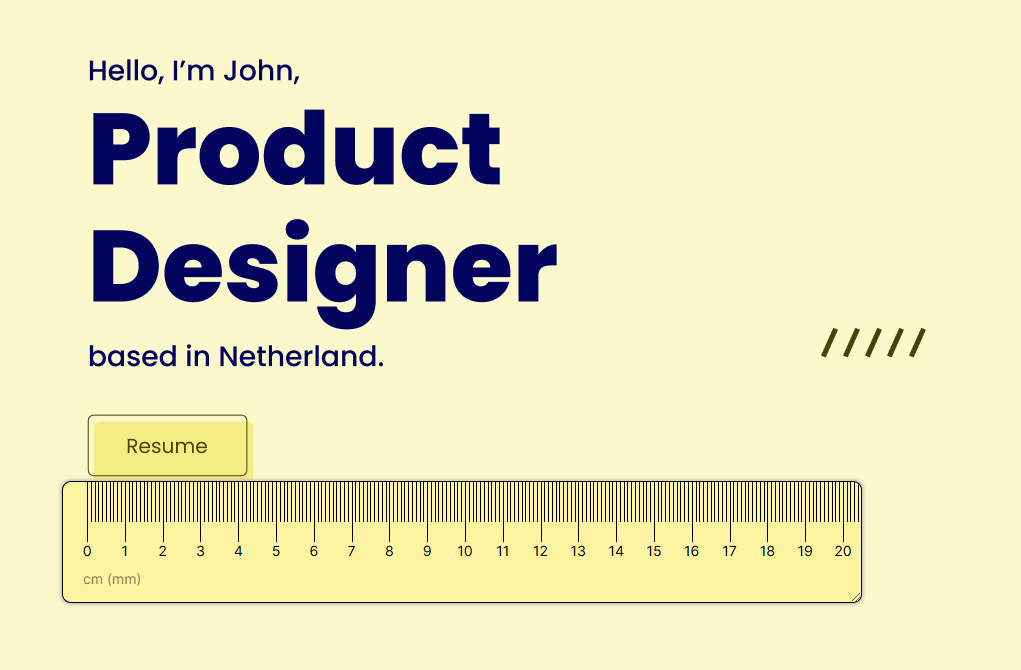 Hello, I’m John,
Product
Designer
based in Netherland.
Resume
0 1 2 3 4 5 6 7 8 9 10 11 12 13 14 15 16 17 18 19 20
cm (mm)